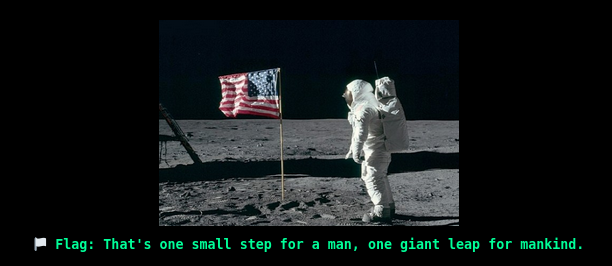 🏳 Flag: That's one small step for a man, one giant leap for mankind.